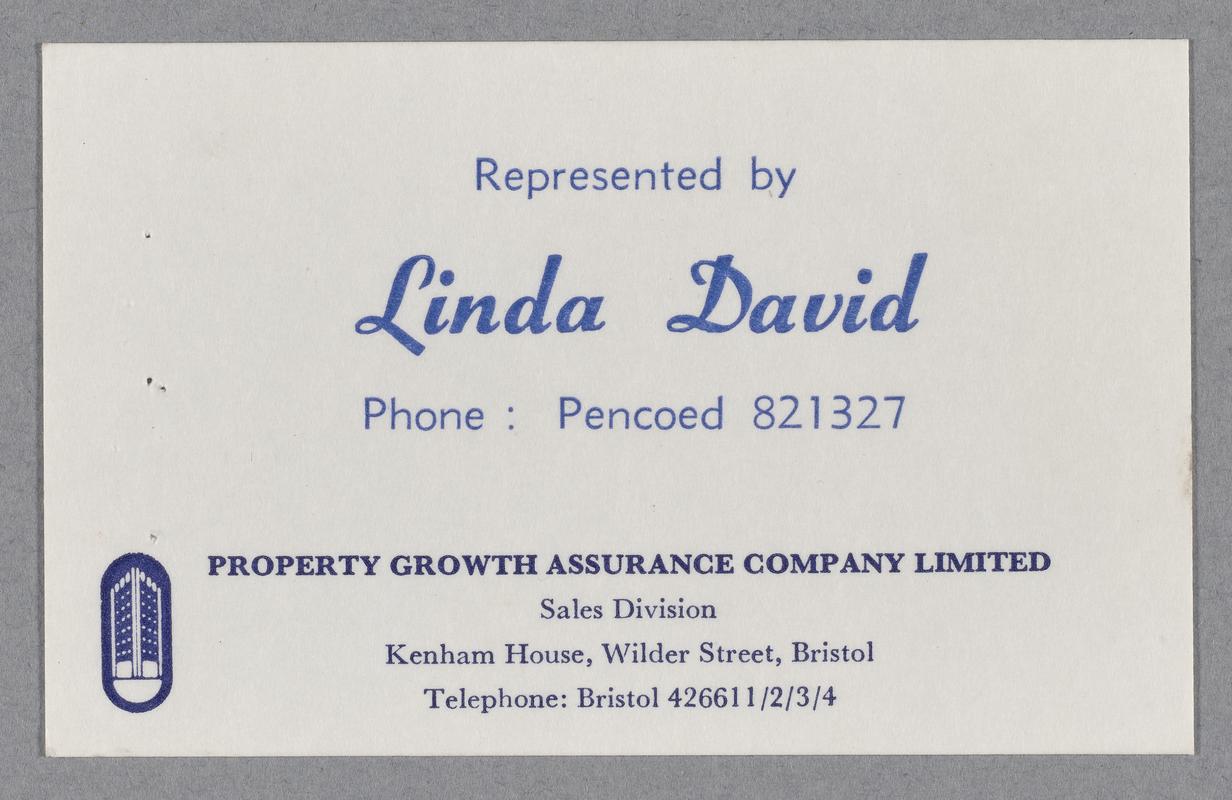 Represented by
Linda David
Phone : Pencoed 821327
PROPERTY GROWTH ASSURANCE COMPANY LIMITED
Sales Division
Kenham House, Wilder Street, Bristol
Telephone: Bristol 426611/2/3/4